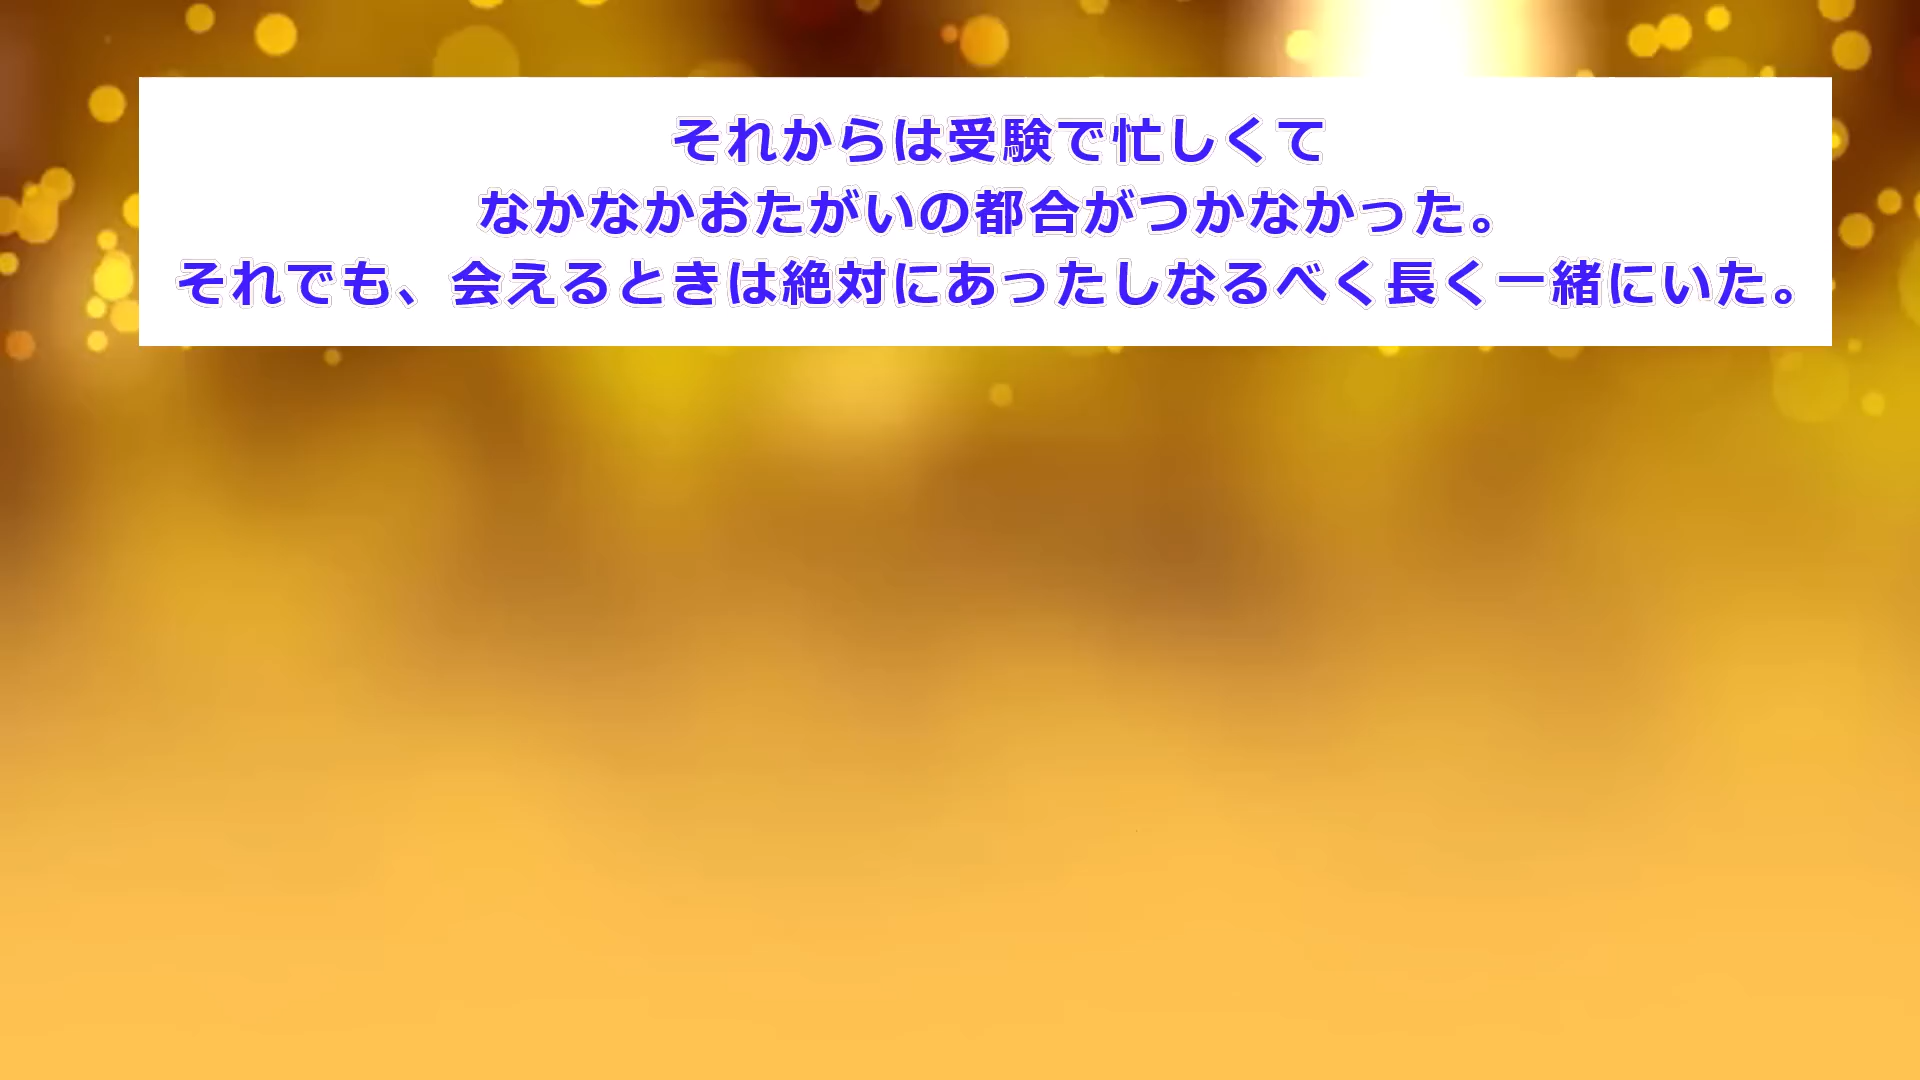 それからは受験で忙しくて
なかなかおたがいの都合がつかなかった。
それでも、会えるときは絶対にあったしなるべく長く一緒にいた。